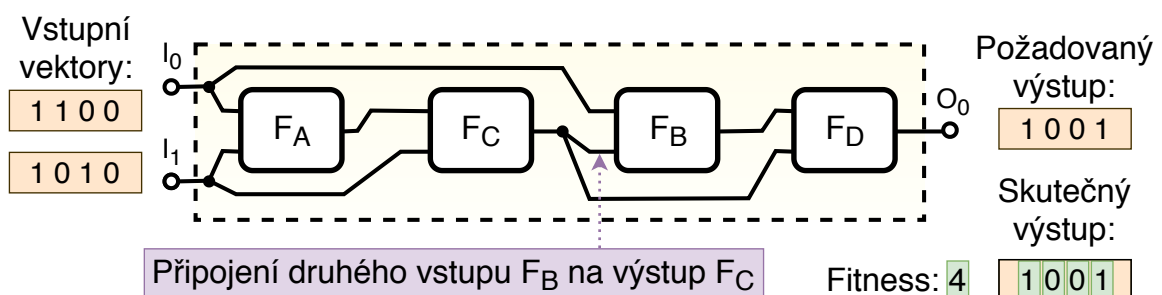 Vstupní
vektory:
1 1 0 0
1 0 1 0
I0
I1
FA
FC
FB
FD
O0
Požadovaný
výstup:
1 0 0 1
Skutečný
výstup:
1 0 0 1
Připojení druhého vstupu FB na výstup FC
Fitness: 4